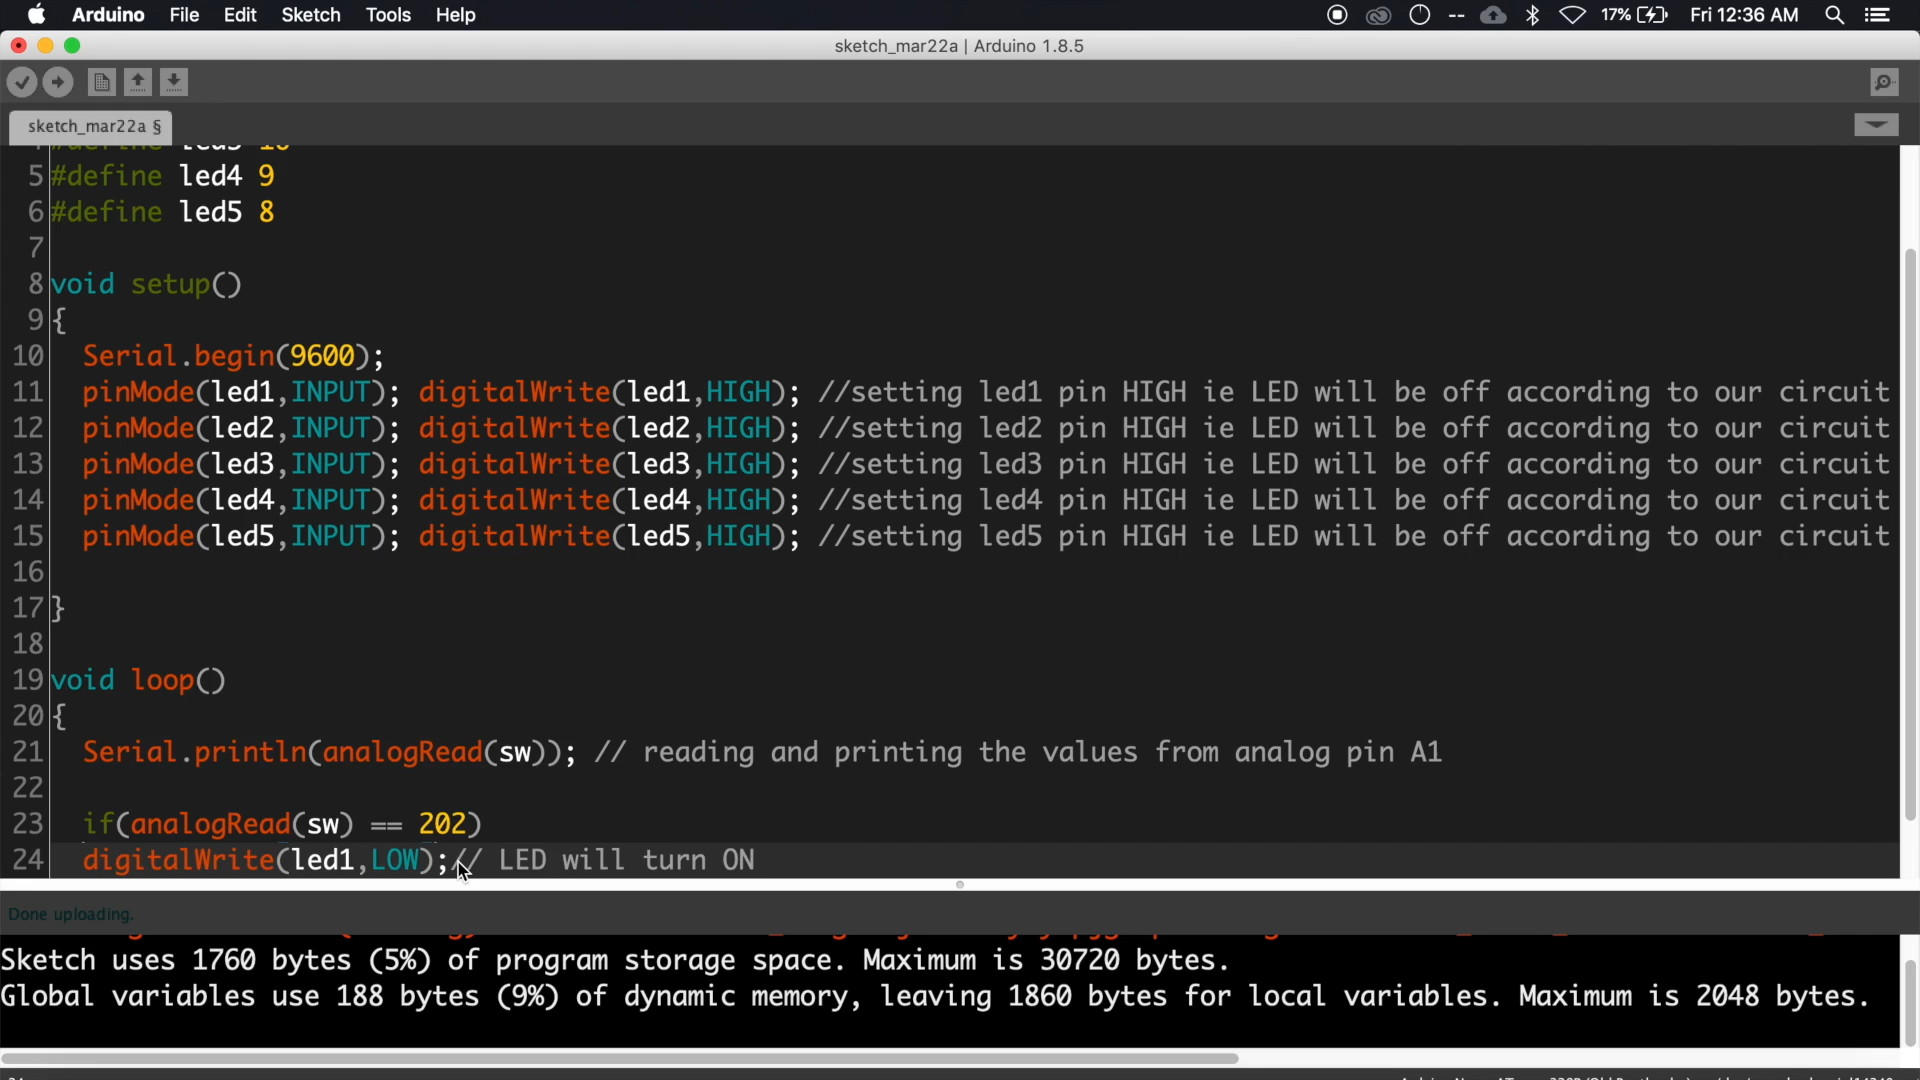 Arduino File Edit Sketch Tools Help -- 17% Fri 12:36 AM
sketch_mar22a | Arduino 1.8.5
sketch_mar22a §
5 #define led4 9
6 #define led5 8
7
8 void setup()
9 {
10 Serial.begin(9600);
11 pinMode(led1,INPUT); digitalWrite(led1,HIGH); //setting led1 pin HIGH ie LED will be off according to our circuit
12 pinMode(led2,INPUT); digitalWrite(led2,HIGH); //setting led2 pin HIGH ie LED will be off according to our circuit
13 pinMode(led3,INPUT); digitalWrite(led3,HIGH); //setting led3 pin HIGH ie LED will be off according to our circuit
14 pinMode(led4,INPUT); digitalWrite(led4,HIGH); //setting led4 pin HIGH ie LED will be off according to our circuit
15 pinMode(led5,INPUT); digitalWrite(led5,HIGH); //setting led5 pin HIGH ie LED will be off according to our circuit
16
17 }
18
19 void loop()
20 {
21 Serial.println(analogRead(sw)); // reading and printing the values from analog pin A1
22
23 if(analogRead(sw) == 202)
24 digitalWrite(led1,LOW);// LED will turn ON
Done uploading.
Sketch uses 1760 bytes (5%) of program storage space. Maximum is 30720 bytes.
Global variables use 188 bytes (9%) of dynamic memory, leaving 1860 bytes for local variables. Maximum is 2048 bytes.